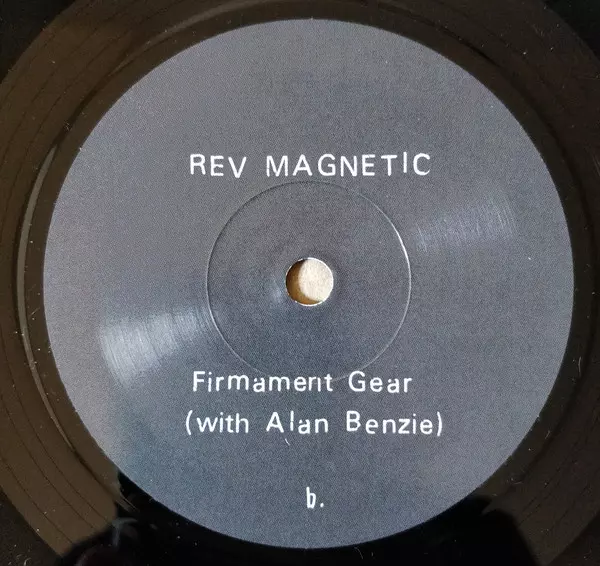 REV MAGNETIC
Firmament Gear
(with Alan Benzie)
b.